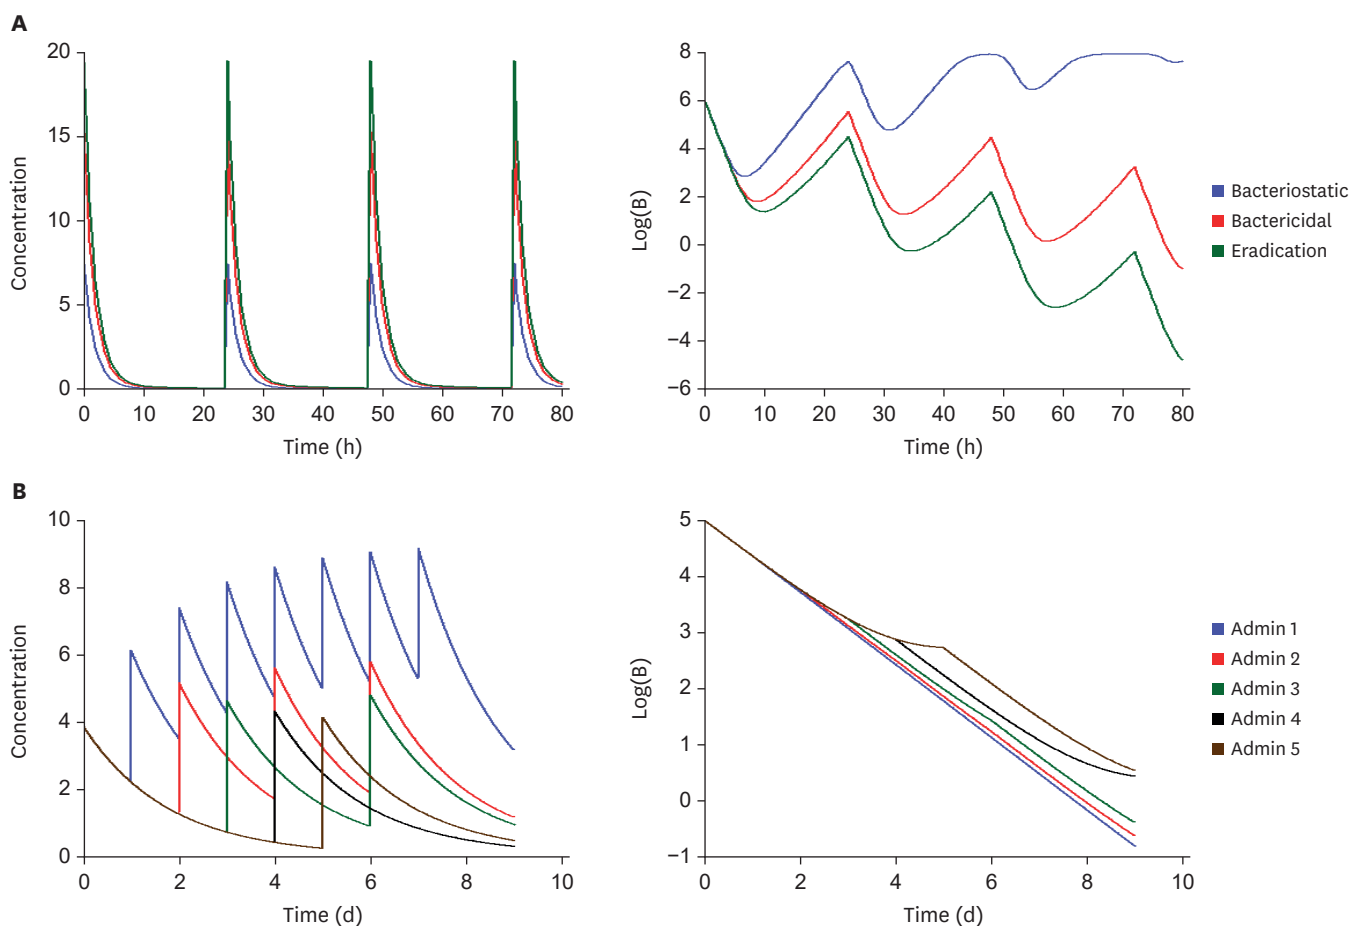 A
Concentration
20
15
10
5
0
0 10 20 30 40 50 60 70 80
Time (h)
Log(B)
8
6
4
2
0
−2
−4
−6
0 10 20 30 40 50 60 70 80
Time (h)
Bacteriostatic
Bactericidal
Eradication
B
Concentration
10
8
6
4
2
0
0 2 4 6 8 10
Time (d)
Log(B)
5
4
3
2
1
0
−1
0 2 4 6 8 10
Time (d)
Admin 1
Admin 2
Admin 3
Admin 4
Admin 5